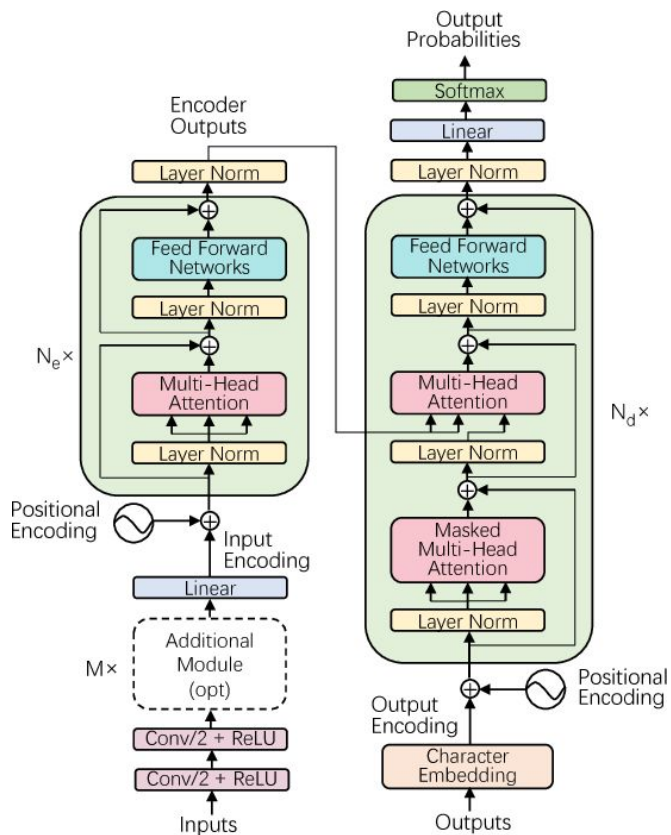 Output
Probabilities
Softmax
Linear
Layer Norm
Feed Forward
Networks
Layer Norm
Multi-Head
Attention
Layer Norm
N_d×
Masked
Multi-Head
Attention
Layer Norm
Positional
Encoding
Output
Encoding
Character
Embedding
Outputs
Encoder
Outputs
Layer Norm
Feed Forward
Networks
Layer Norm
N_e×
Multi-Head
Attention
Layer Norm
Positional
Encoding
Input
Encoding
Linear
M×
Additional
Module
(opt)
Conv/2 + ReLU
Conv/2 + ReLU
Inputs